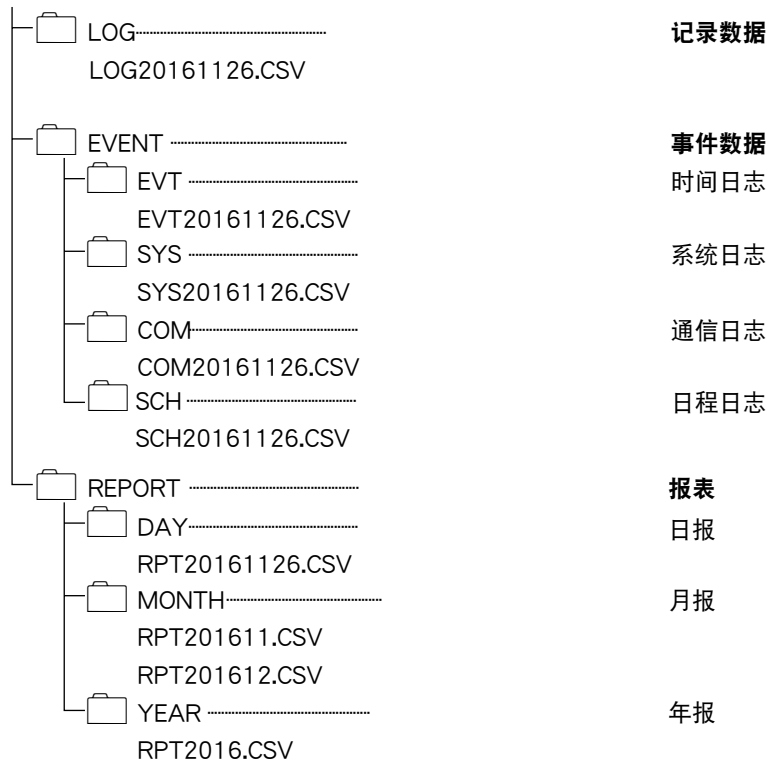 LOG 记录数据
LOG20161126.CSV
EVENT 事件数据
EVT 时间日志
EVT20161126.CSV
SYS 系统日志
SYS20161126.CSV
COM 通信日志
COM20161126.CSV
SCH 日程日志
SCH20161126.CSV
REPORT 报表
DAY 日报
RPT20161126.CSV
MONTH 月报
RPT201611.CSV
RPT201612.CSV
YEAR 年报
RPT2016.CSV